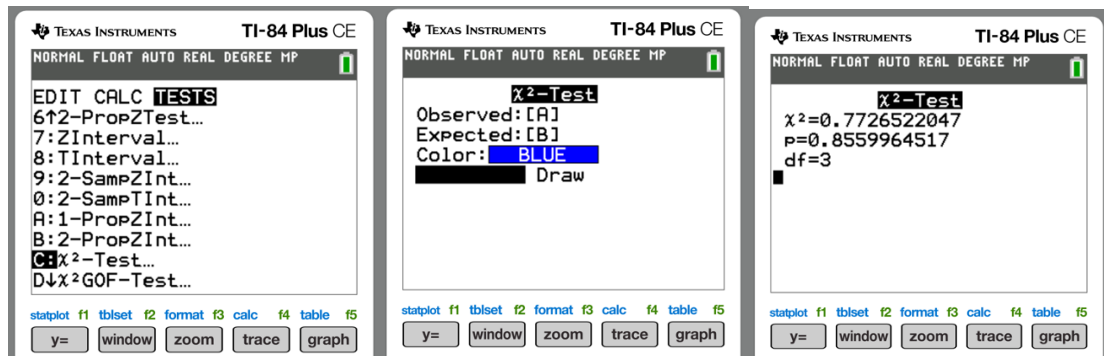 TEXAS INSTRUMENTS TI-84 Plus CE
NORMAL FLOAT AUTO REAL DEGREE MP
EDIT CALC TESTS
6↑2-PropZTest…
7:ZInterval…
8:TInterval…
9:2-SampZInt…
0:2-SampTInt…
A:1-PropZInt…
B:2-PropZInt…
C:χ²-Test…
D↓χ²GOF-Test…
statplot f1 tblset f2 format f3 calc f4 table f5
y= window zoom trace graph
TEXAS INSTRUMENTS TI-84 Plus CE
NORMAL FLOAT AUTO REAL DEGREE MP
χ²-Test
Observed:[A]
Expected:[B]
Color: BLUE
Draw
statplot f1 tblset f2 format f3 calc f4 table f5
y= window zoom trace graph
TEXAS INSTRUMENTS TI-84 Plus CE
NORMAL FLOAT AUTO REAL DEGREE MP
χ²-Test
χ²=0.7726522047
p=0.8559964517
df=3
statplot f1 tblset f2 format f3 calc f4 table f5
y= window zoom trace graph